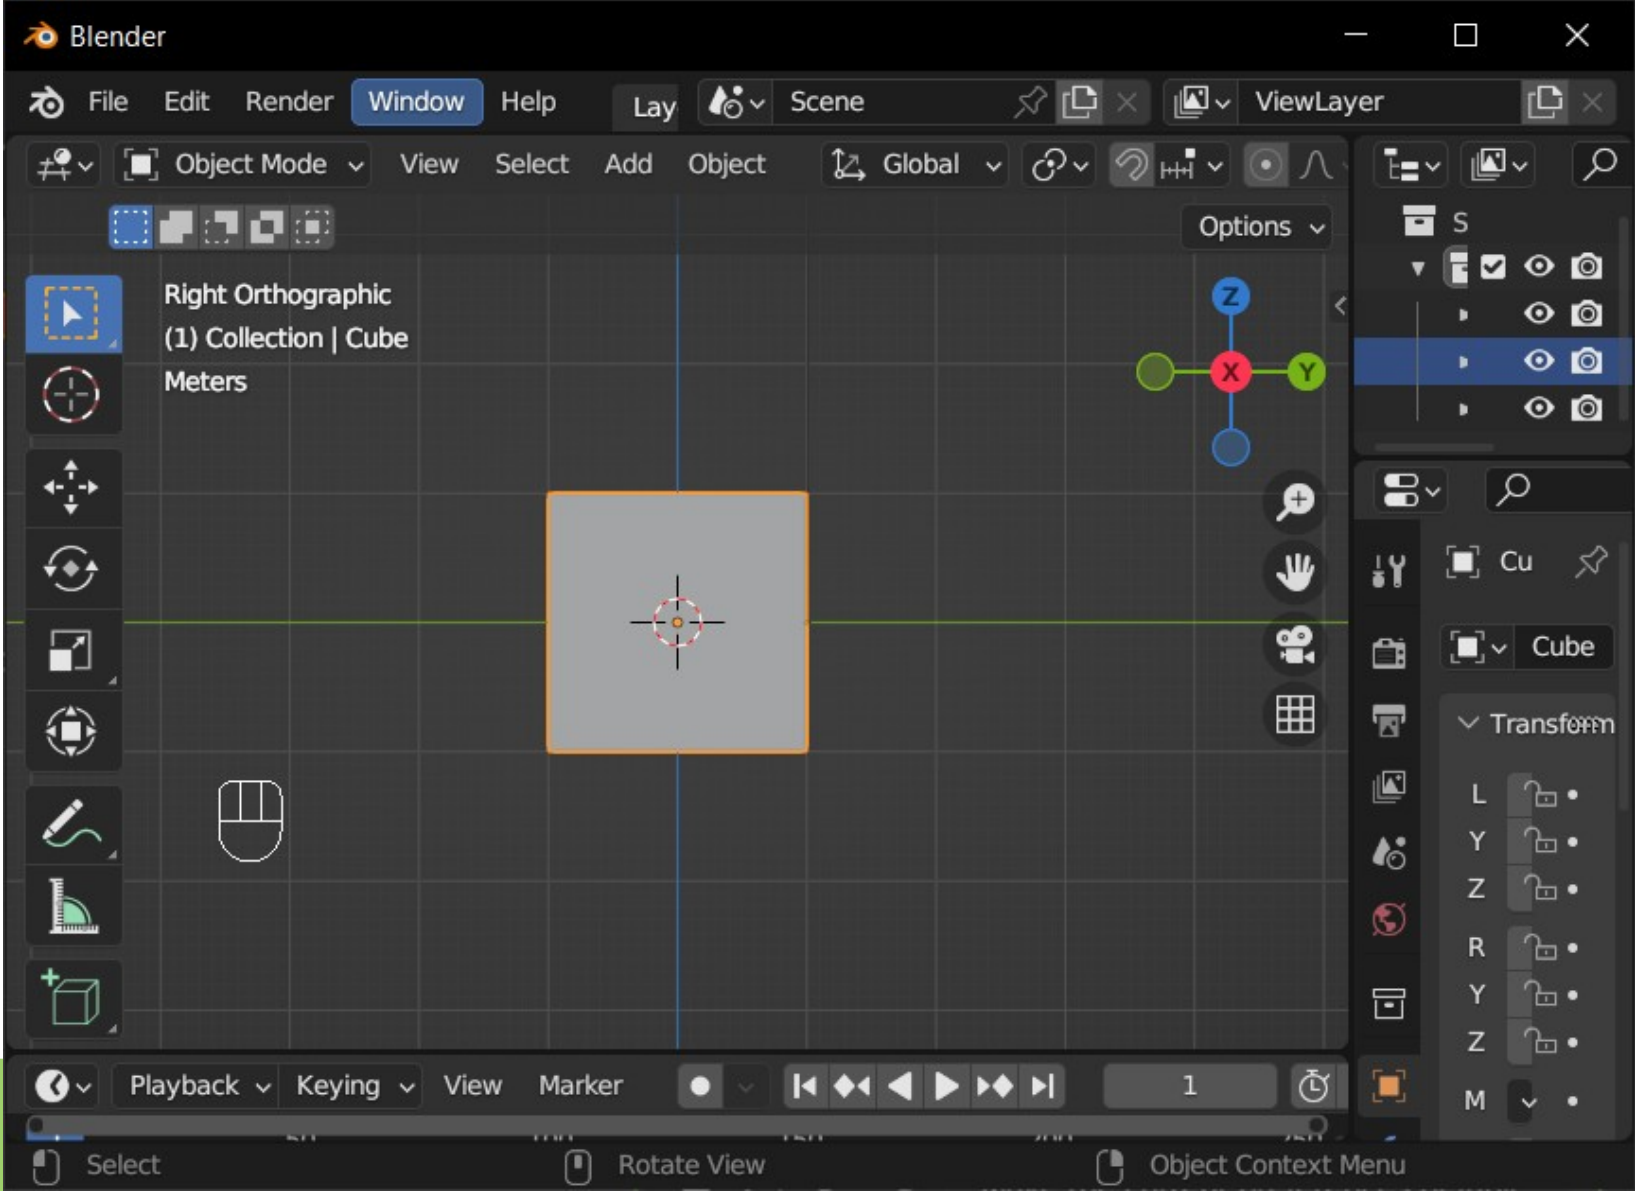 Blender
File Edit Render Window Help Lay Scene ViewLayer
Object Mode View Select Add Object Global
Options
S
Right Orthographic
(1) Collection | Cube
Meters
Z
X Y
Cu
Cube
Transform
L
Y
Z
R
Y
Z
M
Playback Keying View Marker 1
Select Rotate View Object Context Menu